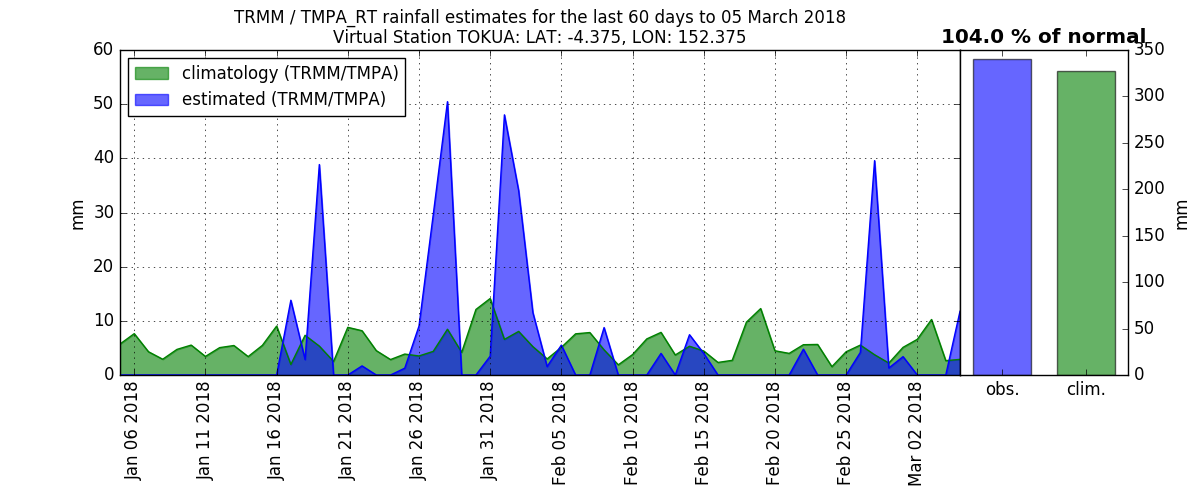 TRMM / TMPA_RT rainfall estimates for the last 60 days to 05 March 2018
Virtual Station TOKUA: LAT: -4.375, LON: 152.375
104.0 % of normal
climatology (TRMM/TMPA)
estimated (TRMM/TMPA)
60
50
40
30
20
10
0
mm
350
300
250
200
150
100
50
0
mm
Jan 06 2018
Jan 11 2018
Jan 16 2018
Jan 21 2018
Jan 26 2018
Jan 31 2018
Feb 05 2018
Feb 10 2018
Feb 15 2018
Feb 20 2018
Feb 25 2018
Mar 02 2018
obs.
clim.